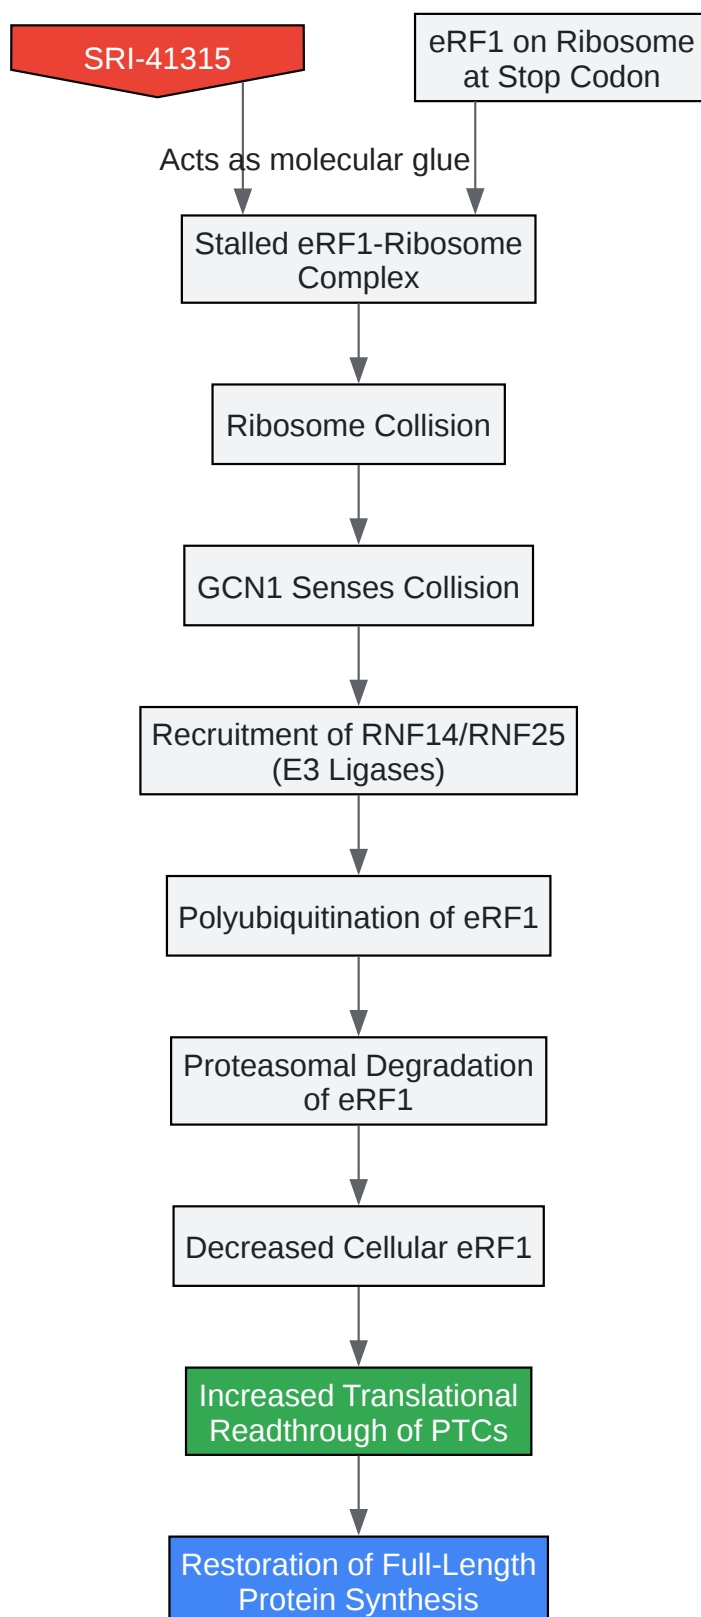 SRI-41315
eRF1 on Ribosome
at Stop Codon
Acts as molecular glue
Stalled eRF1-Ribosome
Complex
Ribosome Collision
GCN1 Senses Collision
Recruitment of RNF14/RNF25
(E3 Ligases)
Polyubiquitination of eRF1
Proteasomal Degradation
of eRF1
Decreased Cellular eRF1
Increased Translational
Readthrough of PTCs
Restoration of Full-Length
Protein Synthesis